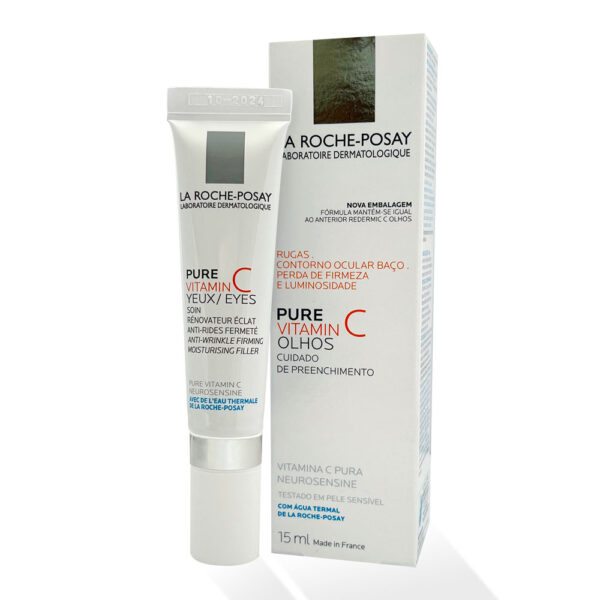 10-2024
LA ROCHE-POSAY
LABORATOIRE DERMATOLOGIQUE
PURE
VITAMIN C
YEUX/EYES
SOIN
RÉNOVATEUR ÉCLAT
ANTI-RIDES FERMETÉ
ANTI-WRINKLE FIRMING
MOISTURISING FILLER
PURE VITAMIN C
NEUROSENSINE
AVEC DE L'EAU THERMALE
DE LA ROCHE-POSAY
LA ROCHE-POSAY
LABORATOIRE DERMATOLOGIQUE
NOVA EMBALAGEM
FÓRMULA MANTÉM-SE IGUAL
AO ANTERIOR REDERMIC C OLHOS
RUGAS .
CONTORNO OCULAR BAÇO .
PERDA DE FIRMEZA
E LUMINOSIDADE
PURE
VITAMIN C
OLHOS
CUIDADO
DE PREENCHIMENTO
VITAMINA C PURA
NEUROSENSINE
TESTADO EM PELE SENSÍVEL
COM ÁGUA TERMAL
DE LA ROCHE-POSAY
15 ml Made in France